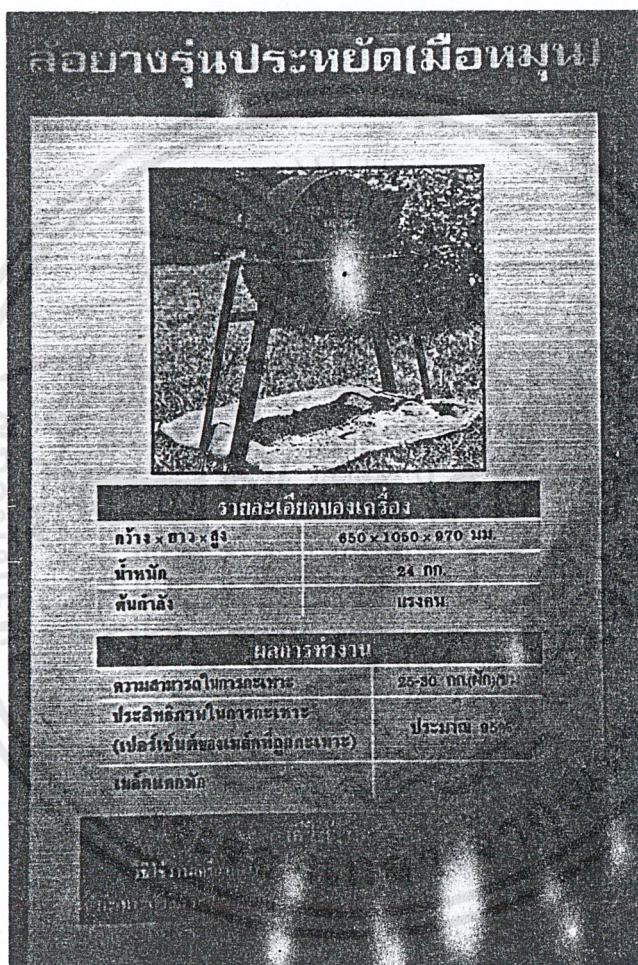 ล้อยางรุ่นประหยัด(มือหมุน)
รายละเอียดของเครื่อง
กว้าง × ยาว × สูง 650 × 1050 × 970 มม.
น้ำหนัก 24 กก.
ต้นกำลัง แรงคน
ผลการทำงาน
ความสามารถในการกะเทาะ 25-30 กก.(ฝัก)/ชม.
ประสิทธิภาพในการกะเทาะ ประมาณ 95%
(เปอร์เซ็นต์ของเมล็ดที่ถูกกะเทาะ)
เมล็ดแตกหัก